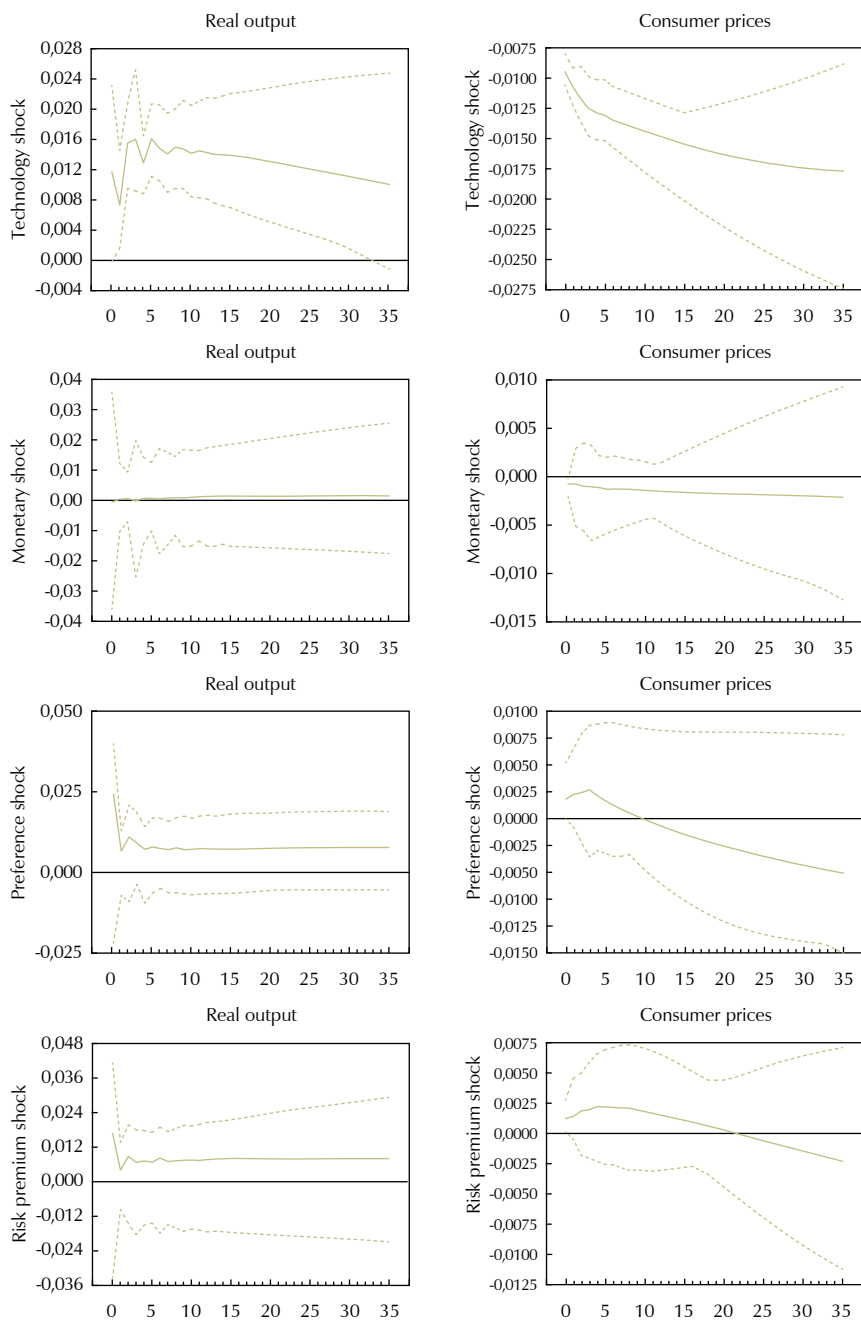 Real output
Technology shock
0,028
0,024
0,020
0,016
0,012
0,008
0,004
0,000
-0,004
0 5 10 15 20 25 30 35
Consumer prices
Technology shock
-0,0075
-0,0100
-0,0125
-0,0150
-0,0175
-0,0200
-0,0225
-0,0250
-0,0275
0 5 10 15 20 25 30 35
Real output
Monetary shock
0,04
0,03
0,02
0,01
0,00
-0,01
-0,02
-0,03
-0,04
0 5 10 15 20 25 30 35
Consumer prices
Monetary shock
0,010
0,005
0,000
-0,005
-0,010
-0,015
0 5 10 15 20 25 30 35
Real output
Preference shock
0,050
0,025
0,000
-0,025
0 5 10 15 20 25 30 35
Consumer prices
Preference shock
0,0100
0,0075
0,0050
0,0025
0,0000
-0,0025
-0,0050
-0,0075
-0,0100
-0,0125
-0,0150
0 5 10 15 20 25 30 35
Real output
Risk premium shock
0,048
0,036
0,024
0,012
0,000
-0,012
-0,024
-0,036
0 5 10 15 20 25 30 35
Consumer prices
Risk premium shock
0,0075
0,0050
0,0025
0,0000
-0,0025
-0,0050
-0,0075
-0,0100
-0,0125
0 5 10 15 20 25 30 35